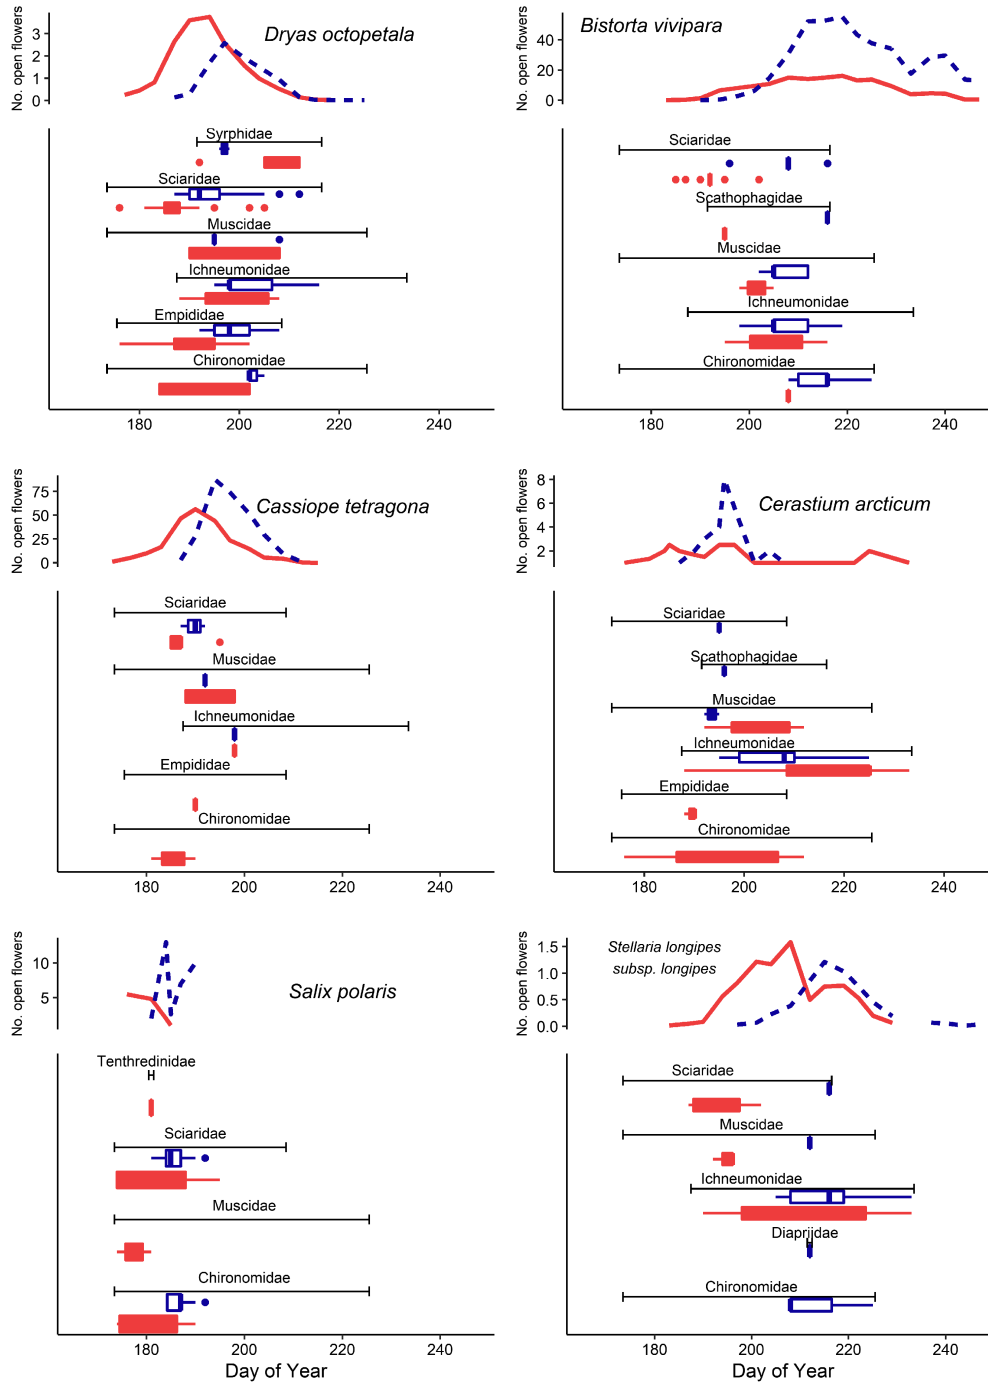 No. open flowers
3
2
1
0
Dryas octopetala
Syrphidae
Sciaridae
Muscidae
Ichneumonidae
Empididae
Chironomidae
180
200
220
240
No. open flowers
40
20
0
Bistorta vivipara
Sciaridae
Scathophagidae
Muscidae
Ichneumonidae
Chironomidae
180
200
220
240
No. open flowers
75
50
25
0
Cassiope tetragona
Sciaridae
Muscidae
Ichneumonidae
Empididae
Chironomidae
180
200
220
240
No. open flowers
8
6
4
2
Cerastium arcticum
Sciaridae
Scathophagidae
Muscidae
Ichneumonidae
Empididae
Chironomidae
180
200
220
240
No. open flowers
10
5
Salix polaris
Tenthredinidae
Sciaridae
Muscidae
Chironomidae
180
200
220
240
Day of Year
No. open flowers
1.5
1.0
0.5
0.0
Stellaria longipes
subsp. longipes
Sciaridae
Muscidae
Ichneumonidae
Diapriidae
Chironomidae
180
200
220
240
Day of Year